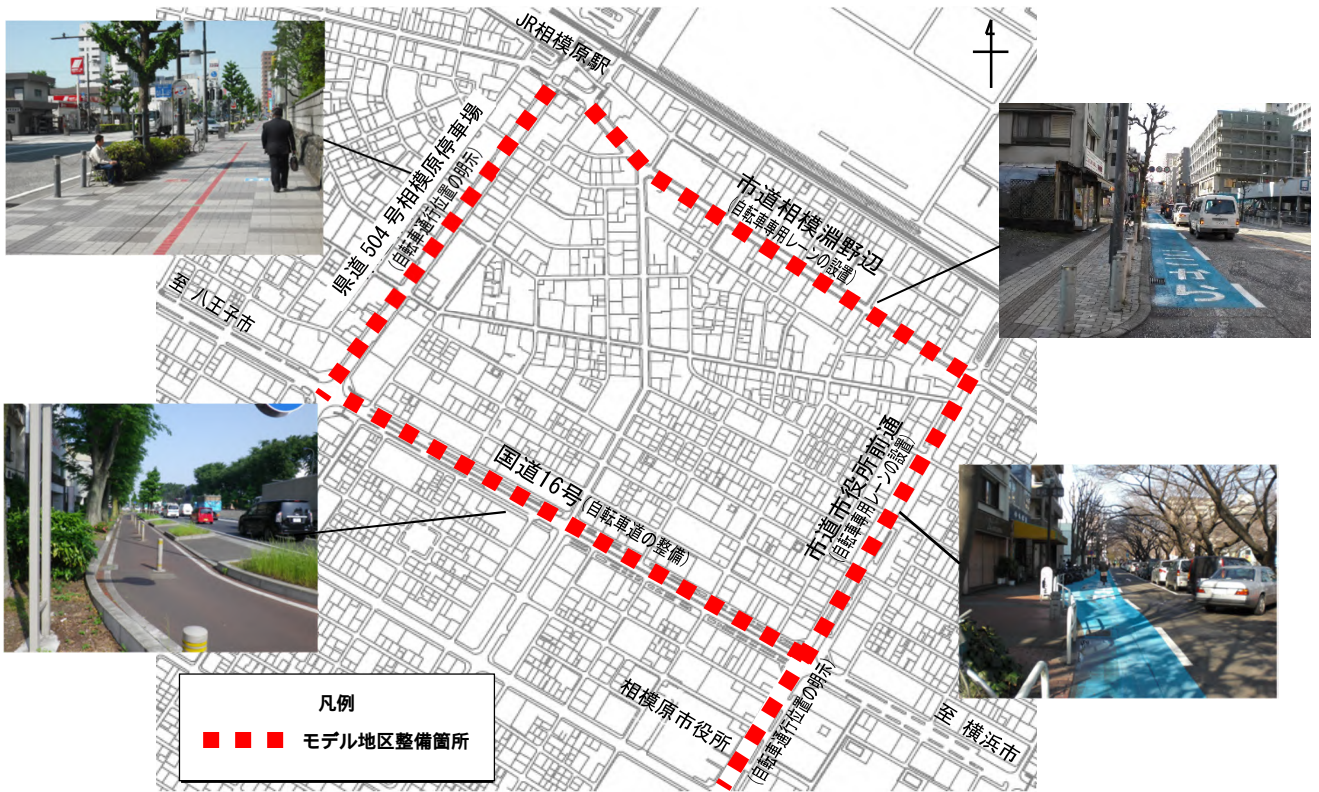 JR相模原駅
4
県道504号相模原停車場
(自転車通行位置の明示)
市道相模淵野辺
(自転車専用レーンの設置)
至 八王子市
国道16号(自転車道の整備)
市道市役所前通
(自転車専用レーンの設置)
相模原市役所
(自転車通行位置の明示)
至 横浜市
凡例
モデル地区整備箇所